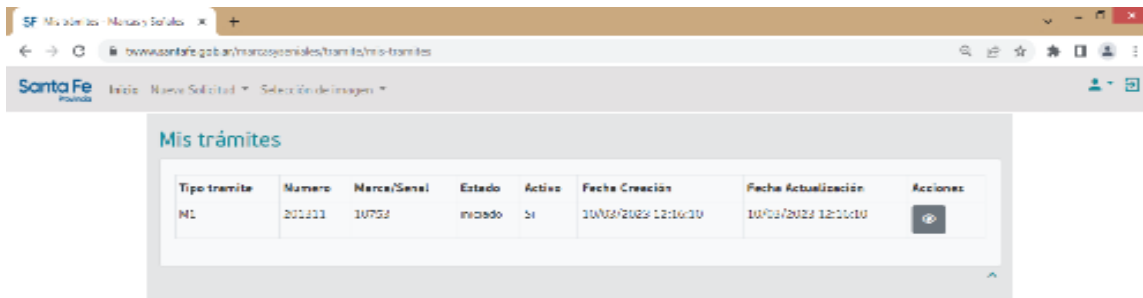 SF Mis trámites - Marcas y Señales
www.santafe.gob.ar/marcasyseniales/tramite/mis-tramites
Santa Fe
Provincia
Inicio Nueva Solicitud Selección de imagen
Mis trámites
Tipo tramite Numero Marca/Senal Estado Activo Fecha Creación Fecha Actualización Acciones
M1 201311 10753 Iniciado SI 10/03/2023 12:16:10 10/03/2023 12:16:10